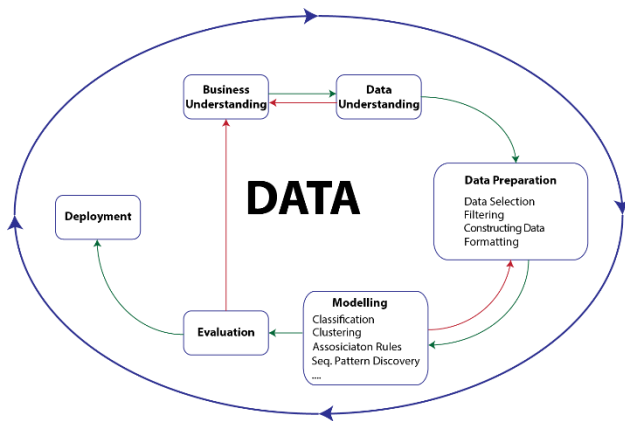 Business
Understanding
Data
Understanding
DATA
Data Preparation
Data Selection
Filtering
Constructing Data
Formatting
Deployment
Modelling
Classification
Clustering
Assosiciaton Rules
Seq. Pattern Discovery
....
Evaluation